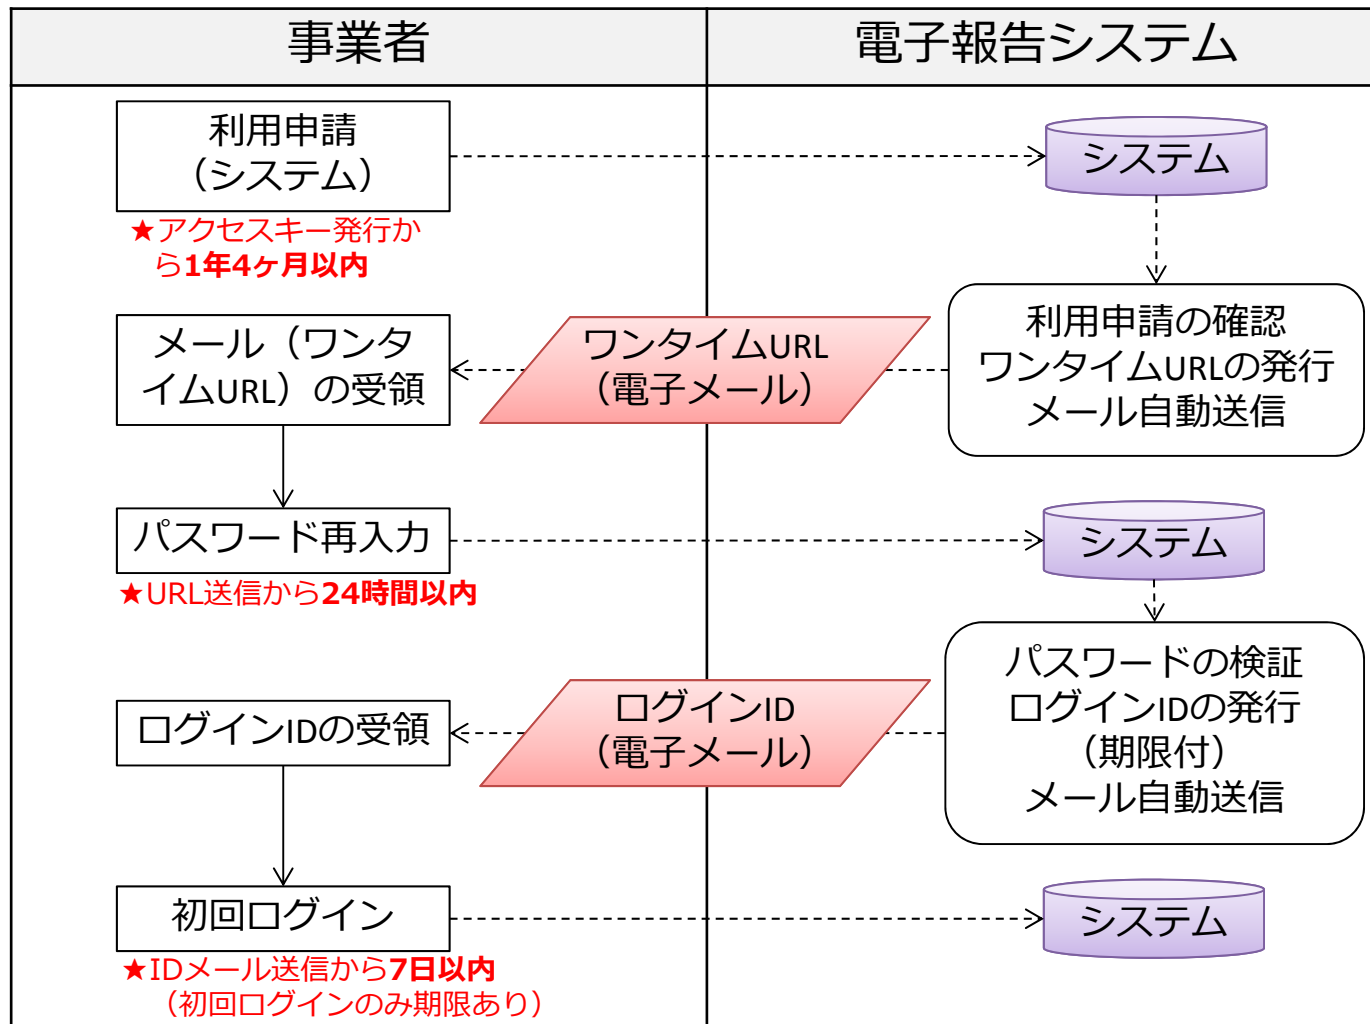 事業者
電子報告システム
利用申請
（システム）
システム
★アクセスキー発行か
ら1年4ヶ月以内
利用申請の確認
ワンタイムURLの発行
メール自動送信
ワンタイムURL
（電子メール）
メール（ワンタ
イムURL）の受領
パスワード再入力
システム
★URL送信から24時間以内
パスワードの検証
ログインIDの発行
（期限付）
メール自動送信
ログインID
（電子メール）
ログインIDの受領
初回ログイン
システム
★IDメール送信から7日以内
（初回ログインのみ期限あり）